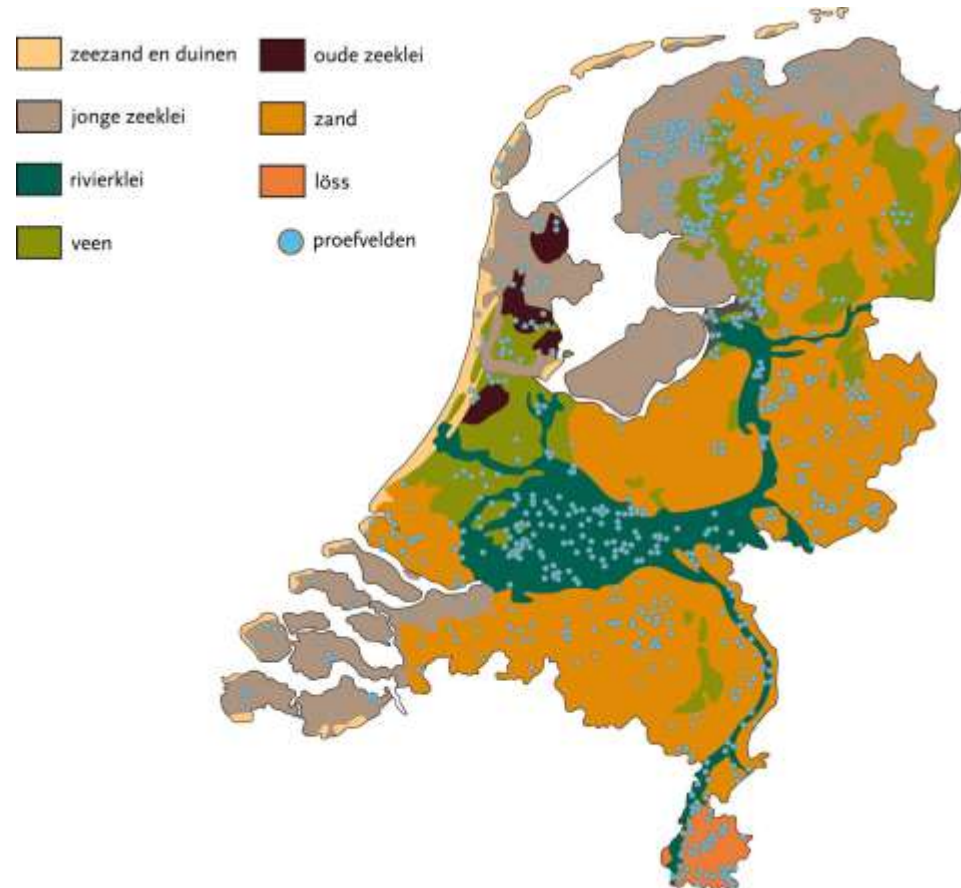 zeezand en duinen
jonge zeeklei
rivierklei
veen
oude zeeklei
zand
löss
proefvelden